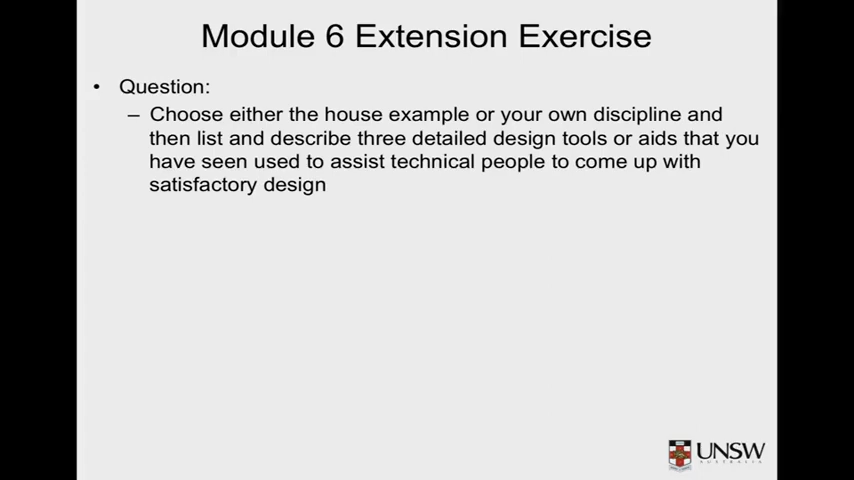 Module 6 Extension Exercise
• Question:
– Choose either the house example or your own discipline and
then list and describe three detailed design tools or aids that you
have seen used to assist technical people to come up with
satisfactory design
UNSW
AUSTRALIA